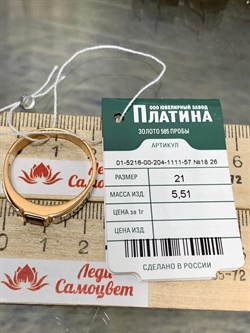 ООО ЮВЕЛИРНЫЙ ЗАВОД
ПЛАТИНА
ЗОЛОТО 585 ПРОБЫ
АРТИКУЛ
01-5216-00-204-1111-57 №18 26
РАЗМЕР 21
МАССА ИЗД. 5,51
ЦЕНА за 1г
ЦЕНА ИЗД.
СДЕЛАНО В РОССИИ
Леди
Самоцвет
Леди
Самоцвет